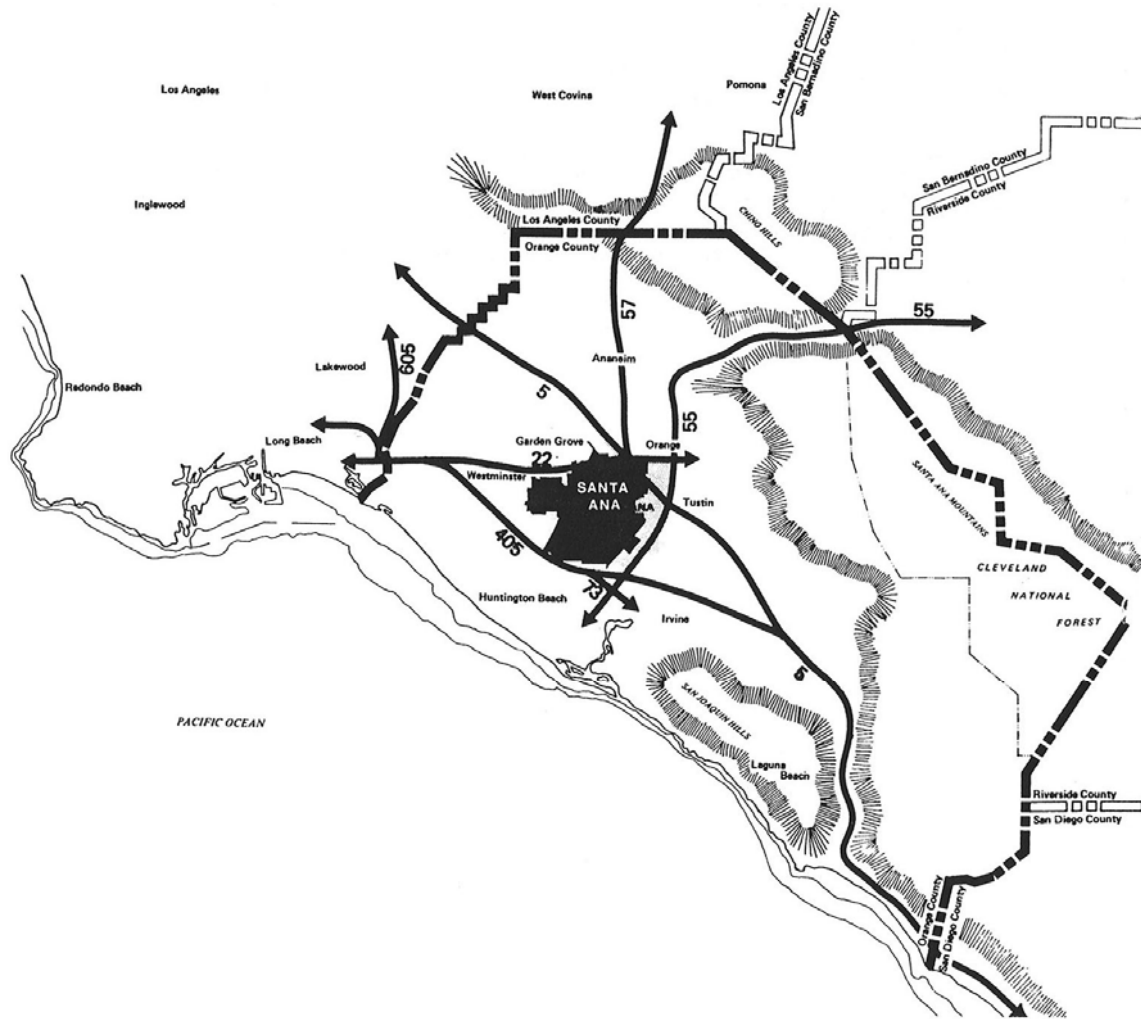 Los Angeles County
San Bernadino County
Los Angeles
West Covina
Pomona
San Bernadino County
Riverside County
Inglewood
Los Angeles County
Orange County
CHINO HILLS
57
55
605
Lakewood
Anaheim
Redondo Beach
5
55
Long Beach
Garden Grove
Orange
22
Westminster
SANTA
ANA
ANA
Tustin
SANTA ANA MOUNTAINS
405
CLEVELAND
NATIONAL
FOREST
Huntington Beach
73
Irvine
5
SAN JOAQUIN HILLS
PACIFIC OCEAN
Laguna
Beach
Riverside County
San Diego County
Orange County
San Diego County